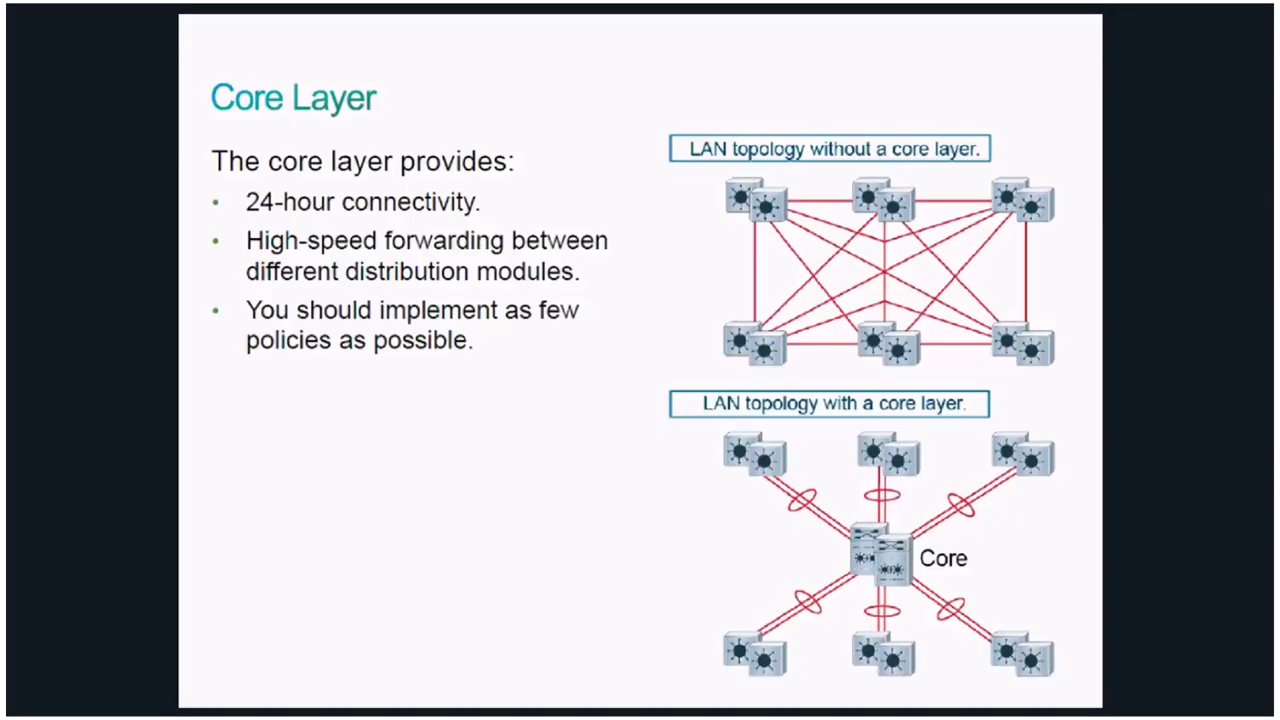 Core Layer
The core layer provides:
• 24-hour connectivity.
• High-speed forwarding between
different distribution modules.
• You should implement as few
policies as possible.
LAN topology without a core layer.
LAN topology with a core layer.
Core